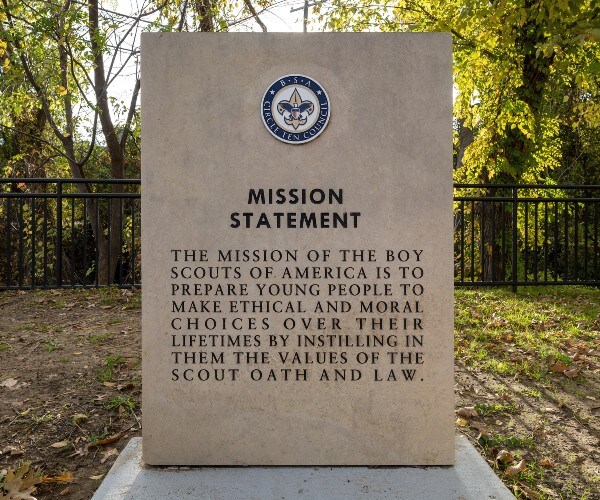 B·S·A
CIRCLE TEN COUNCIL
MISSION
STATEMENT
THE MISSION OF THE BOY
SCOUTS OF AMERICA IS TO
PREPARE YOUNG PEOPLE TO
MAKE ETHICAL AND MORAL
CHOICES OVER THEIR
LIFETIMES BY INSTILLING IN
THEM THE VALUES OF THE
SCOUT OATH AND LAW.